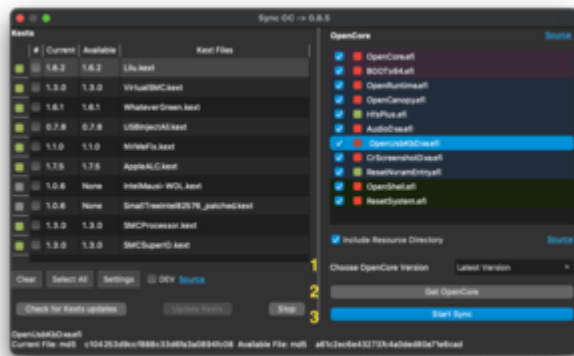 Sync OC -> 0.8.5
Kexts
# Current Available Kext Files
1.6.2 1.6.2 Lilu.kext
1.3.0 1.3.0 VirtualSMC.kext
1.6.1 1.6.1 WhateverGreen.kext
0.7.8 0.7.8 USBInjectAll.kext
1.1.0 1.1.0 NVMeFix.kext
1.7.5 1.7.5 AppleALC.kext
1.0.6 None IntelMausi-WOL.kext
1.0.6 None SmallTreeIntel82576_patched.kext
1.3.0 1.3.0 SMCProcessor.kext
1.3.0 1.3.0 SMCSuperIO.kext
Clear Select All Settings DEV Source
Check for Kexts updates Update Kexts Stop
OpenCore Source
OpenCore.efi
BOOTx64.efi
OpenRuntime.efi
OpenCanopy.efi
HfsPlus.efi
AudioDxe.efi
OpenUsbKbDxe.efi
CrScreenshotDxe.efi
ResetNvramEntry.efi
OpenShell.efi
ResetSystem.efi
Include Resource Directory Source
1 Choose OpenCore Version Latest Version
2 Get OpenCore
3 Start Sync
OpenUsbKbDxe.efi
Current File: md5 Available File: md5